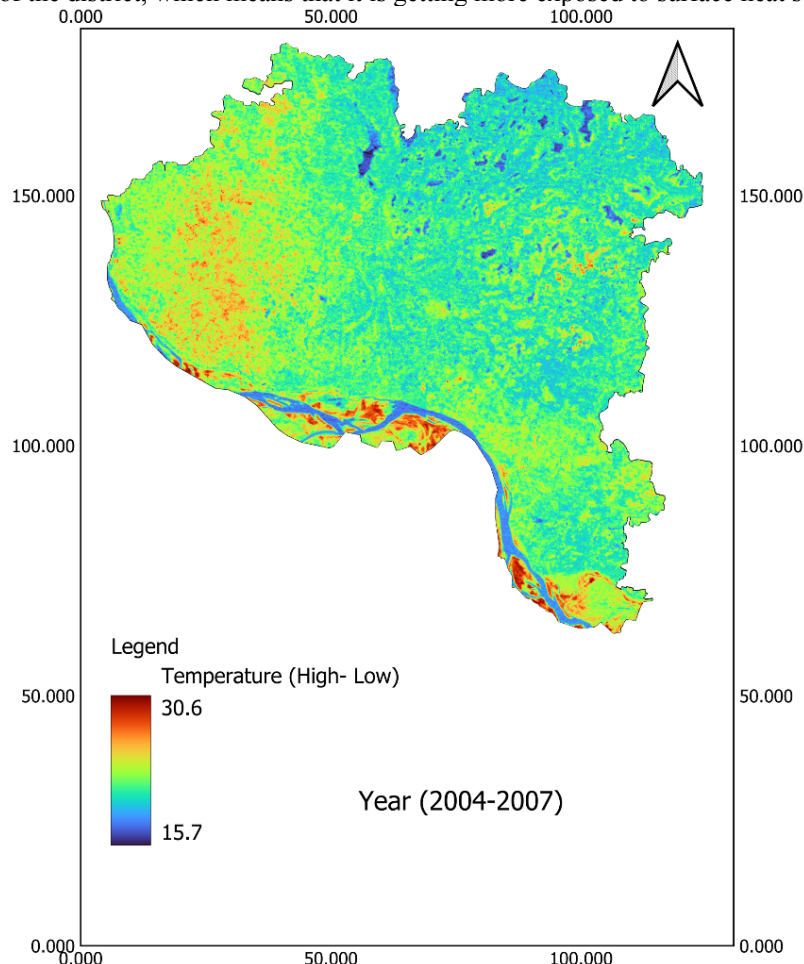 of the district, which means that it is getting more exposed to surface heat
0.000 50.000 100.000
150.000 150.000
100.000 100.000
Legend
Temperature (High- Low)
50.000 50.000
30.6
Year (2004-2007)
15.7
0.000 0.000
0.000 50.000 100.000